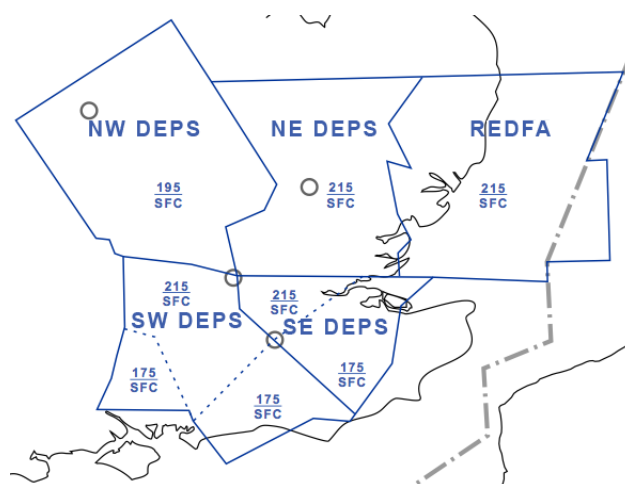 NW DEPS
NE DEPS
REDFA
195
SFC
215
SFC
215
SFC
215
SFC
215
SFC
SW DEPS
SE DEPS
175
SFC
175
SFC
175
SFC